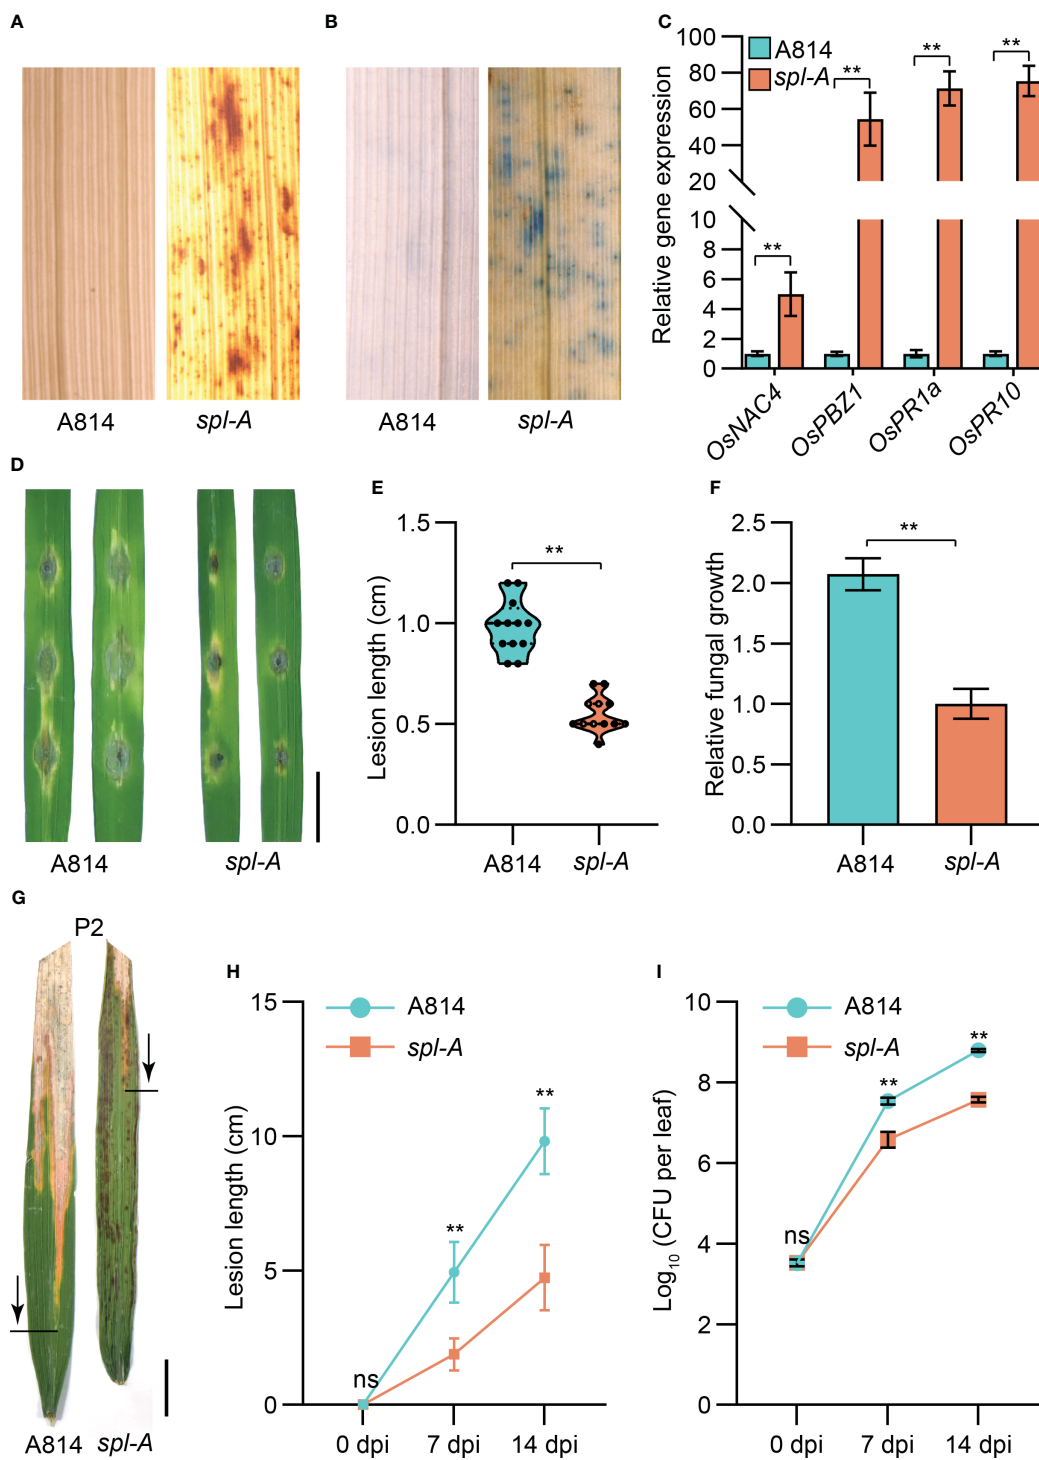 A
B
C
A814
spl-A
A814
spl-A
A814
spl-A
Relative gene expression
100
80
60
40
20
10
8
6
4
2
0
**
**
**
**
OsNAC4
OsPBZ1
OsPR1a
OsPR10
D
A814
spl-A
E
Lesion length (cm)
1.5
1.0
0.5
0.0
**
A814
spl-A
F
Relative fungal growth
2.5
2.0
1.5
1.0
0.5
0.0
**
A814
spl-A
G
P2
A814
spl-A
H
A814
spl-A
Lesion length (cm)
15
10
5
0
ns
**
**
0 dpi
7 dpi
14 dpi
I
A814
spl-A
Log10 (CFU per leaf)
10
8
6
4
2
0
ns
**
**
0 dpi
7 dpi
14 dpi